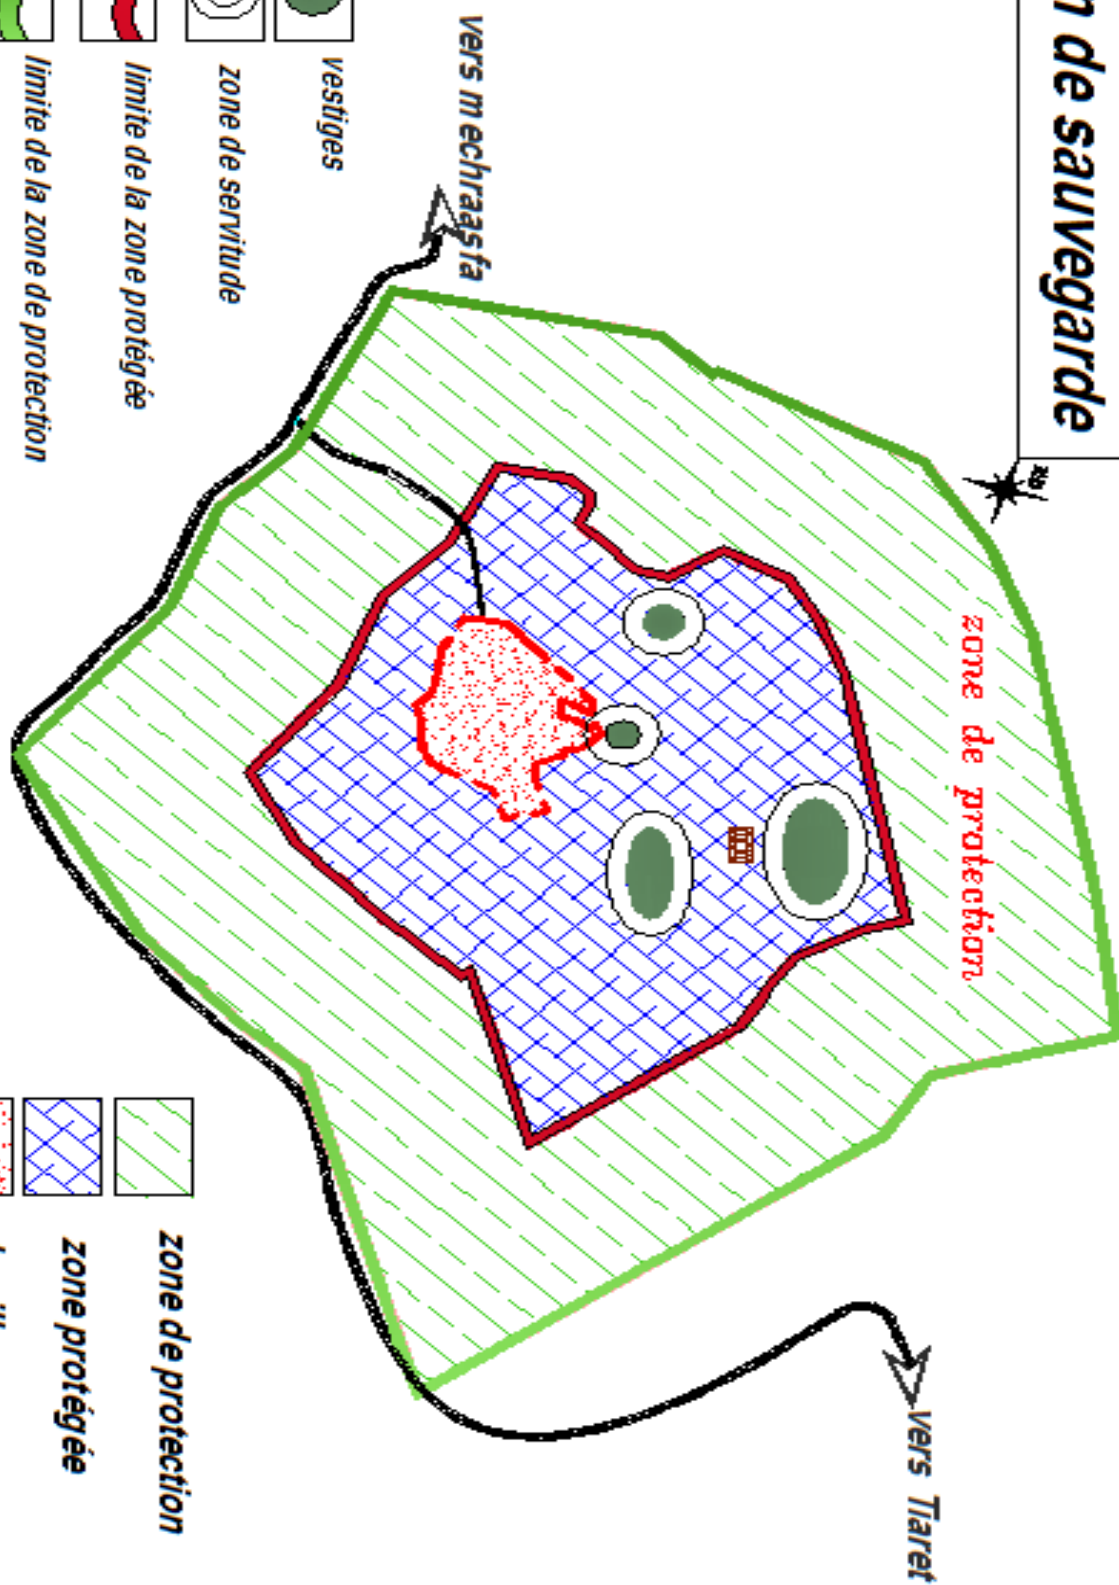 n de sauvegarde
vers mechraasfa
vers Tiaret
zone de protection
vestiges
zone de servitude
limite de la zone protégée
limite de la zone de protection
zone de protection
zone protégée